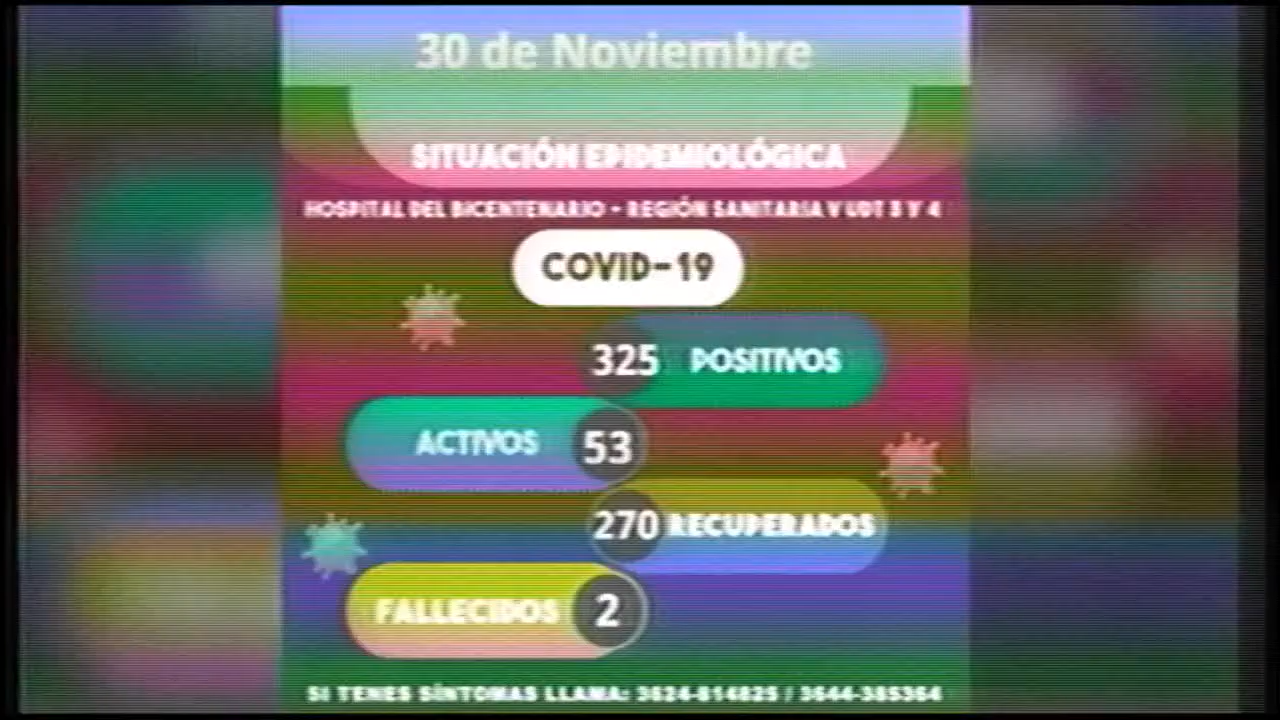 30 de Noviembre
SITUACIÓN EPIDEMIOLÓGICA
HOSPITAL DEL BICENTENARIO - REGIÓN SANITARIA V UDT 3 Y 4
COVID-19
325 POSITIVOS
ACTIVOS 53
270 RECUPERADOS
FALLECIDOS 2
SI TENES SÍNTOMAS LLAMA: 3624-814825 / 3644-385364